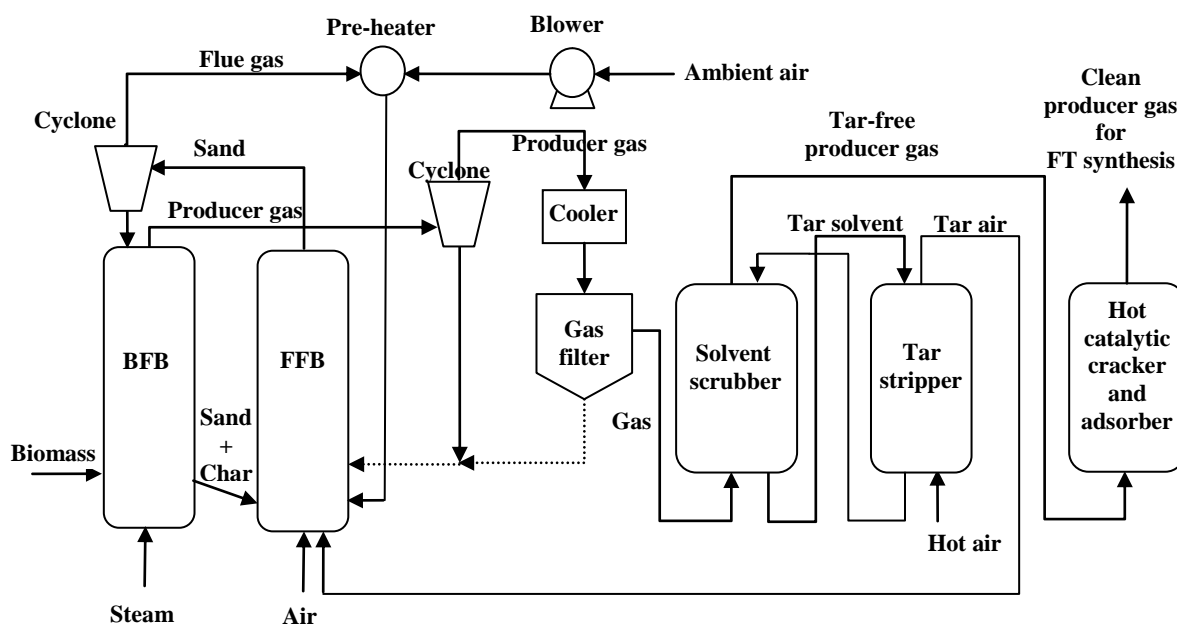 Pre-heater
Blower
Flue gas
Ambient air
Clean
producer gas
for
FT synthesis
Cyclone
Sand
Producer gas
Tar-free
producer gas
Cyclone
Producer gas
Cooler
Tar solvent
Tar air
BFB
FFB
Gas
filter
Solvent
scrubber
Tar
stripper
Hot
catalytic
cracker
and
adsorber
Sand
+
Char
Gas
Biomass
Hot air
Steam
Air